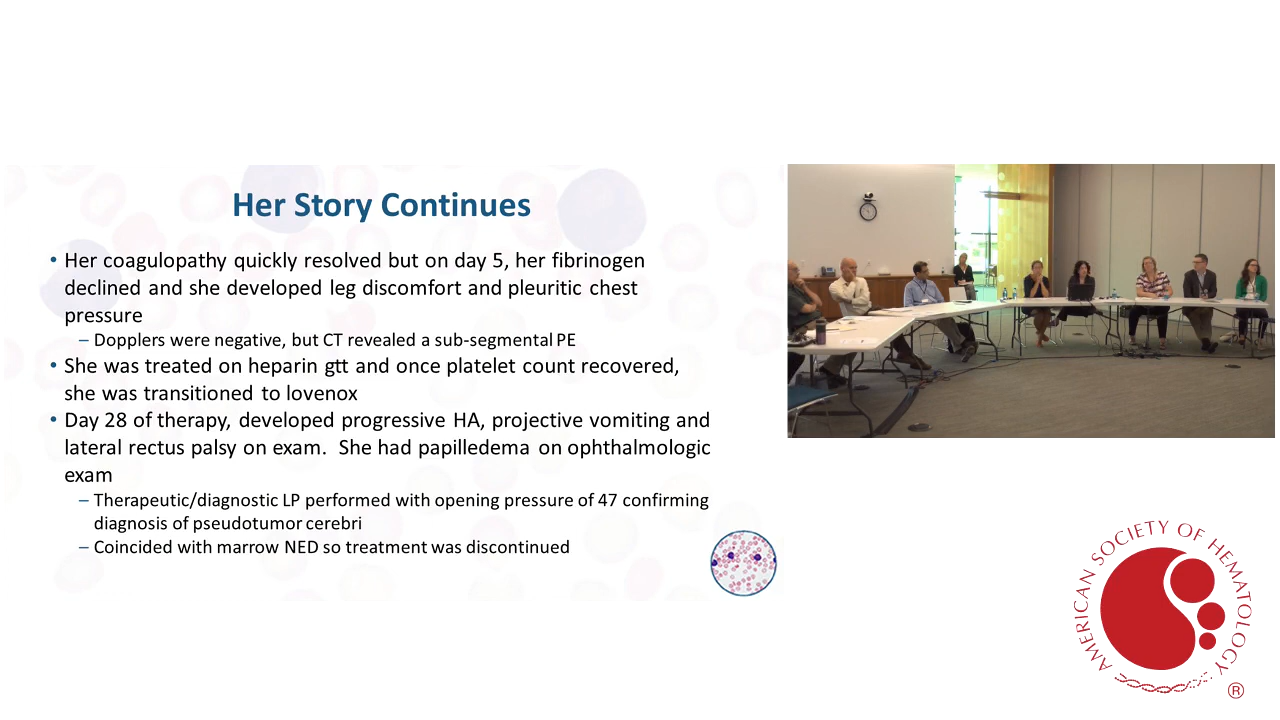 Her Story Continues
• Her coagulopathy quickly resolved but on day 5, her fibrinogen
declined and she developed leg discomfort and pleuritic chest
pressure
– Dopplers were negative, but CT revealed a sub-segmental PE
• She was treated on heparin gtt and once platelet count recovered,
she was transitioned to lovenox
• Day 28 of therapy, developed progressive HA, projective vomiting and
lateral rectus palsy on exam.  She had papilledema on ophthalmologic
exam
– Therapeutic/diagnostic LP performed with opening pressure of 47 confirming
diagnosis of pseudotumor cerebri
– Coincided with marrow NED so treatment was discontinued
AMERICAN SOCIETY OF HEMATOLOGY
®